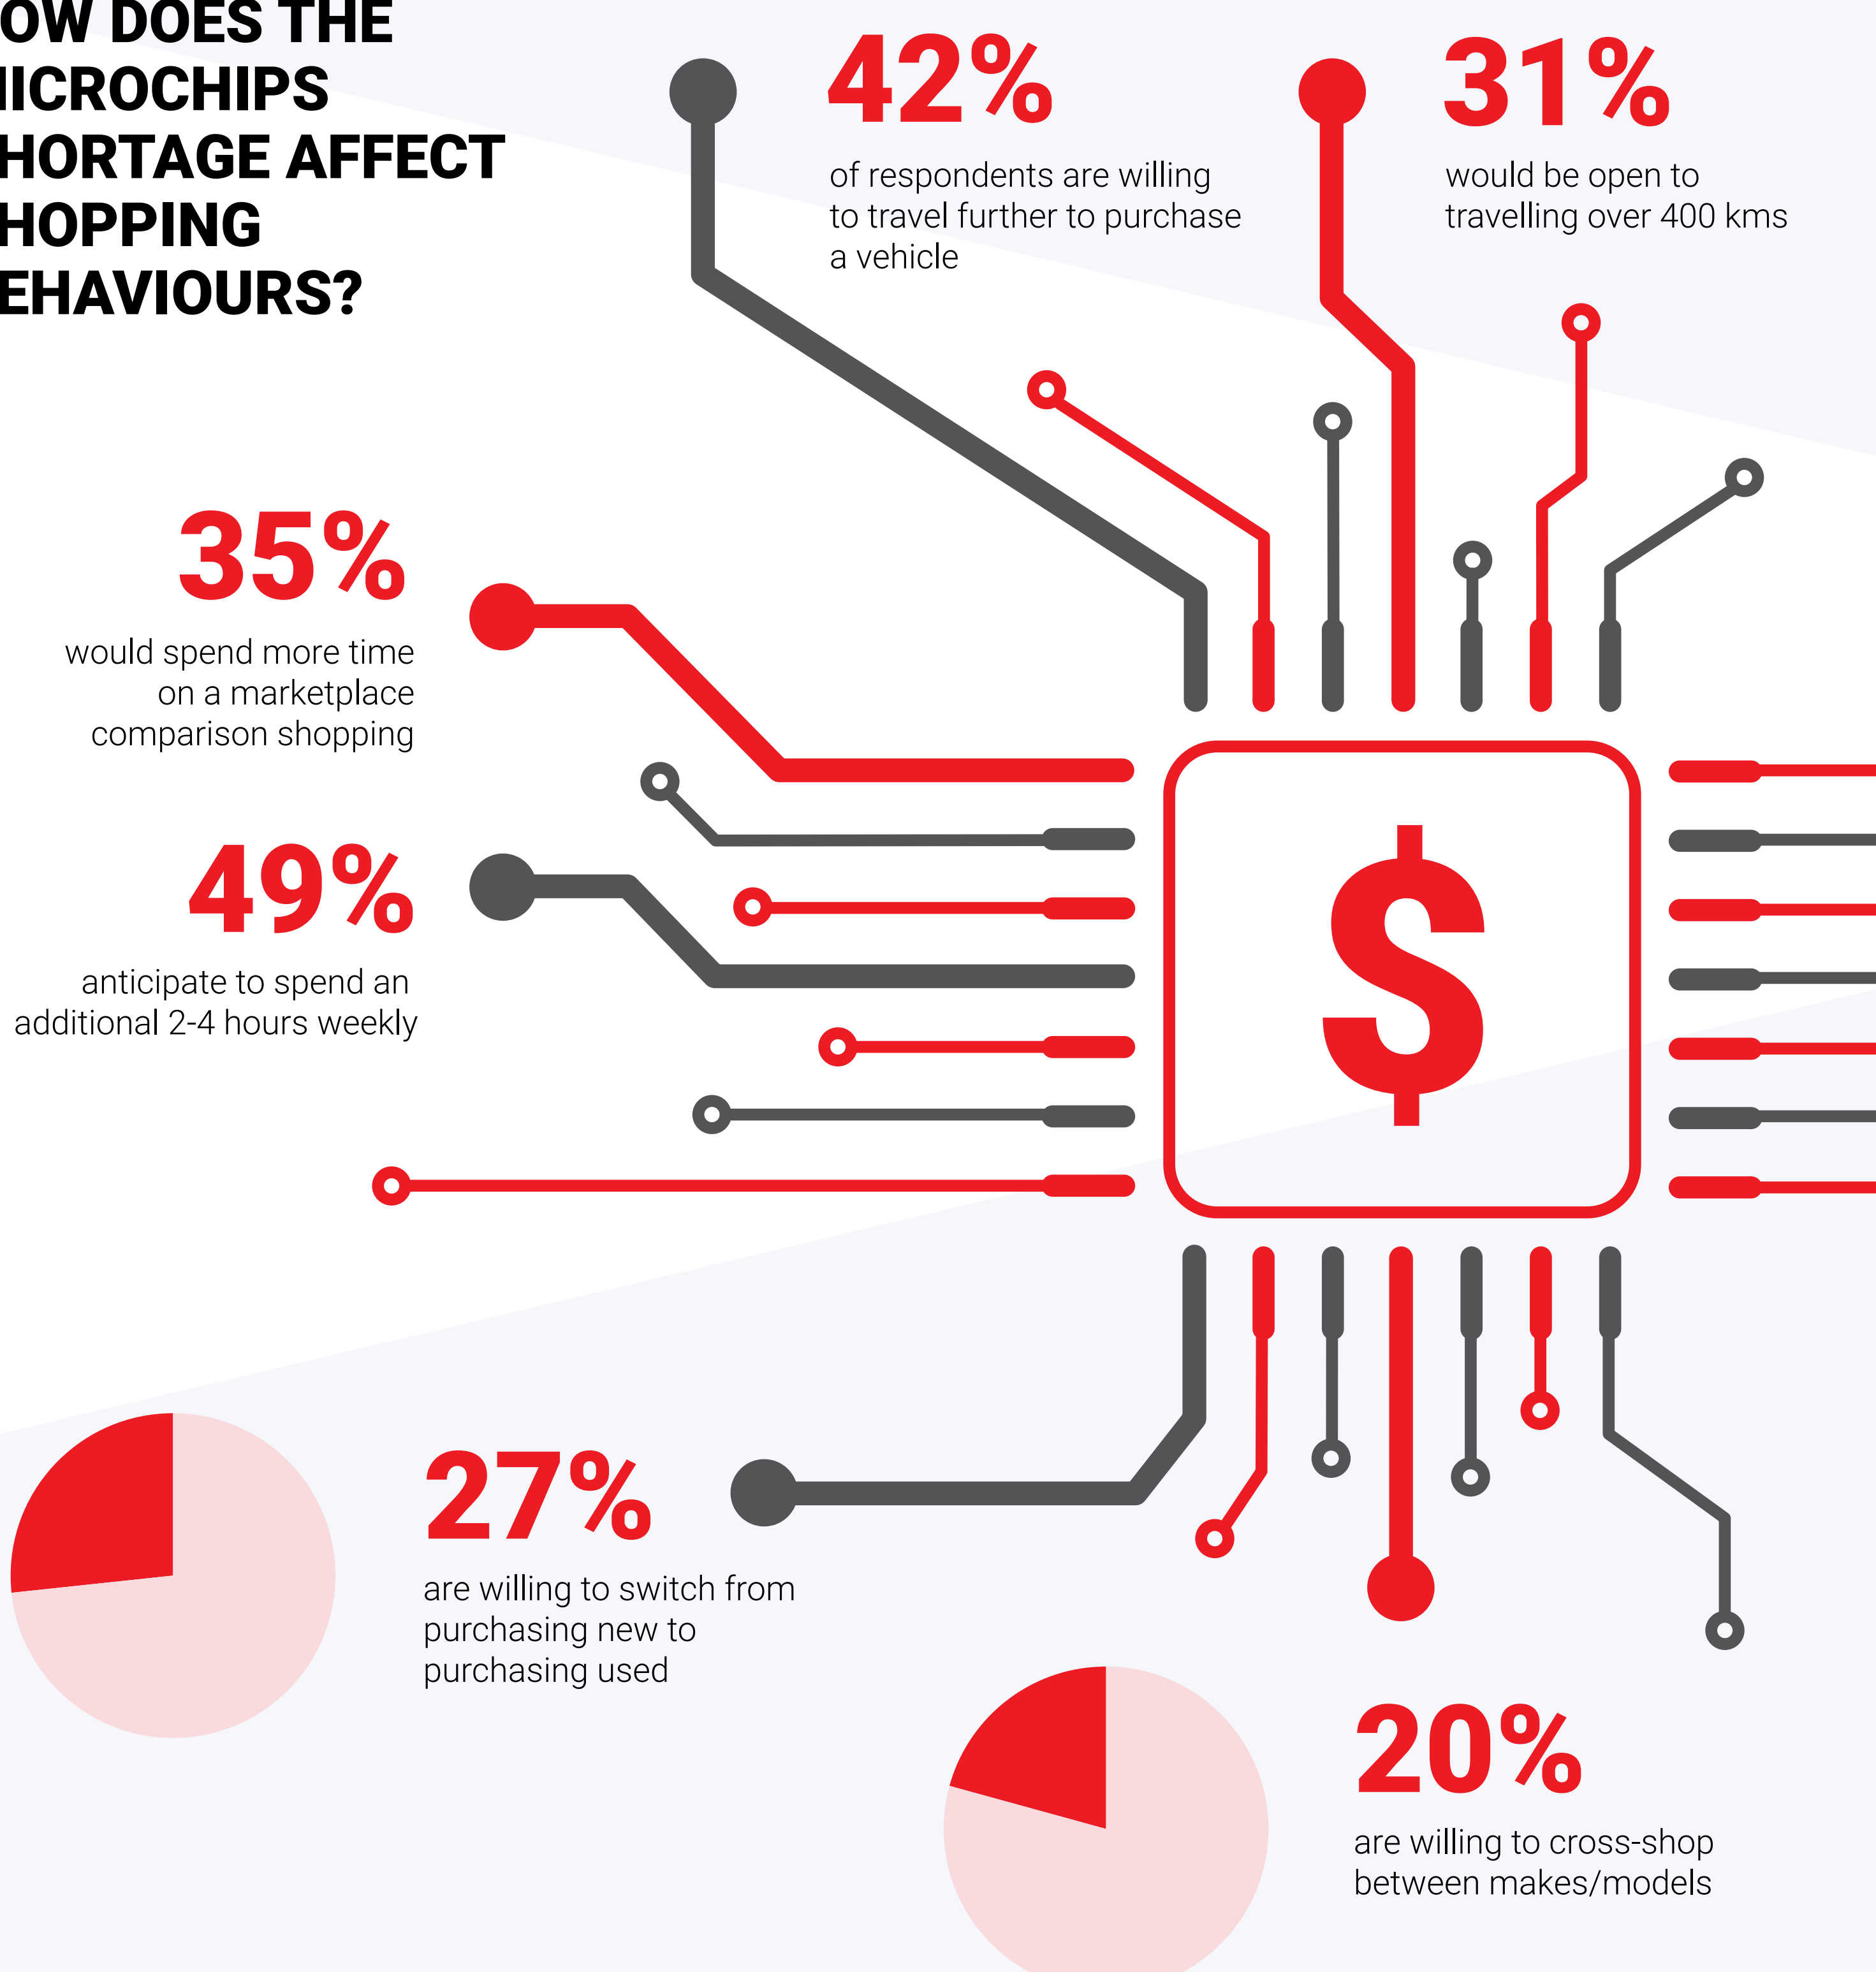 OW DOES THE
ICROCHIPS
HORTAGE AFFECT
HOPPING
EHAVIOURS?
42%
of respondents are willing
to travel further to purchase
a vehicle
31%
would be open to
travelling over 400 kms
35%
would spend more time
on a marketplace
comparison shopping
49%
anticipate to spend an
additional 2-4 hours weekly
$
27%
are willing to switch from
purchasing new to
purchasing used
20%
are willing to cross-shop
between makes/models